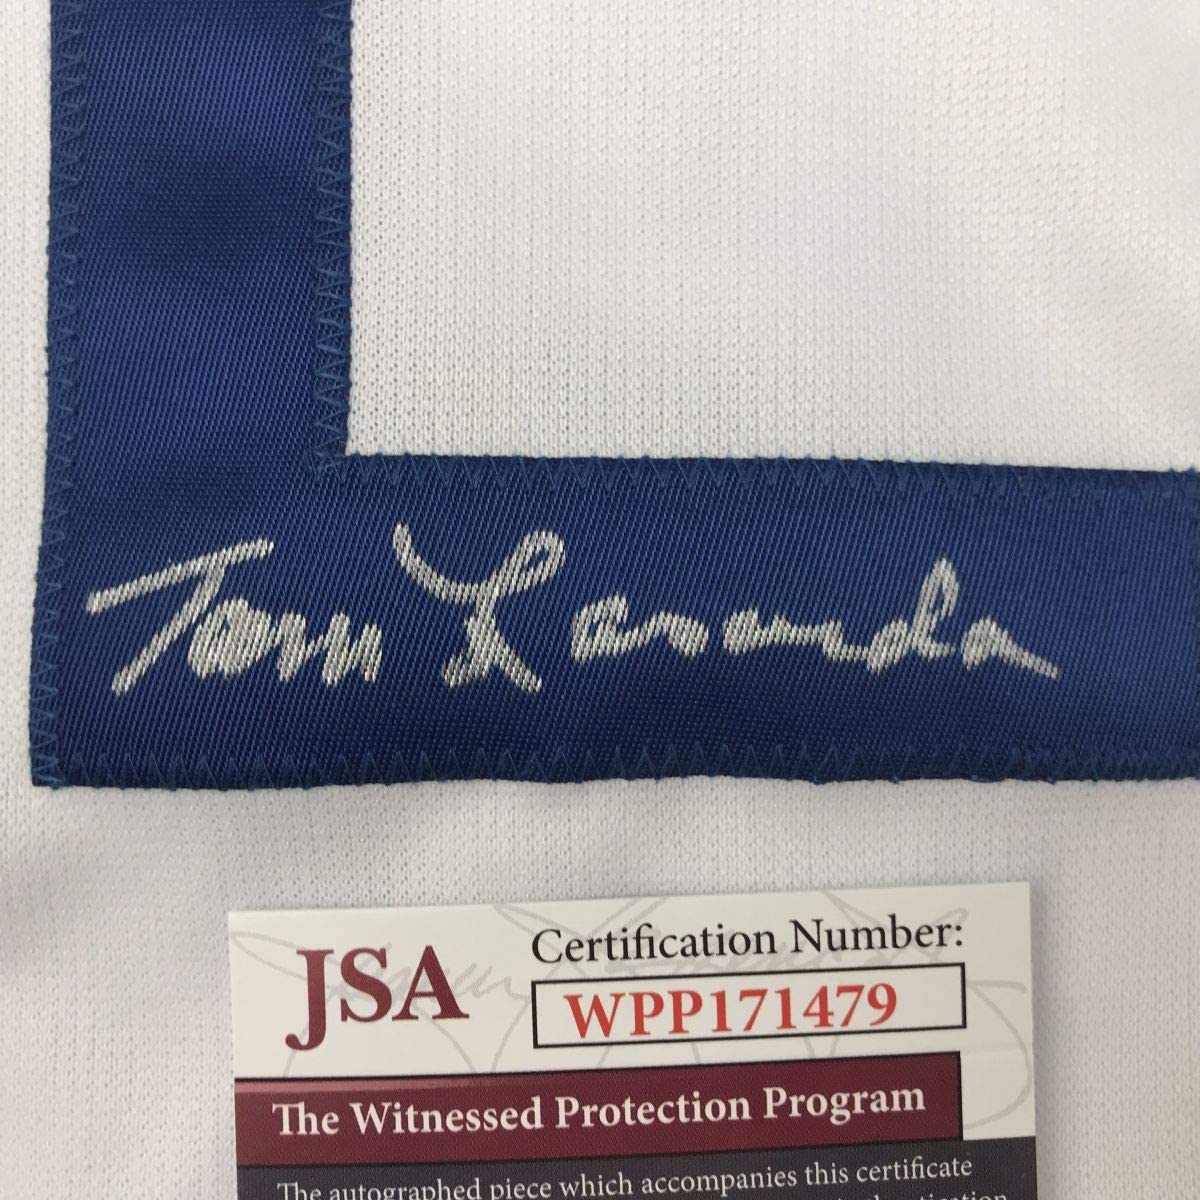 Tom Lasorda
JSA
Certification Number:
WPP171479
The Witnessed Protection Program
The autographed piece which accompanies this certificate